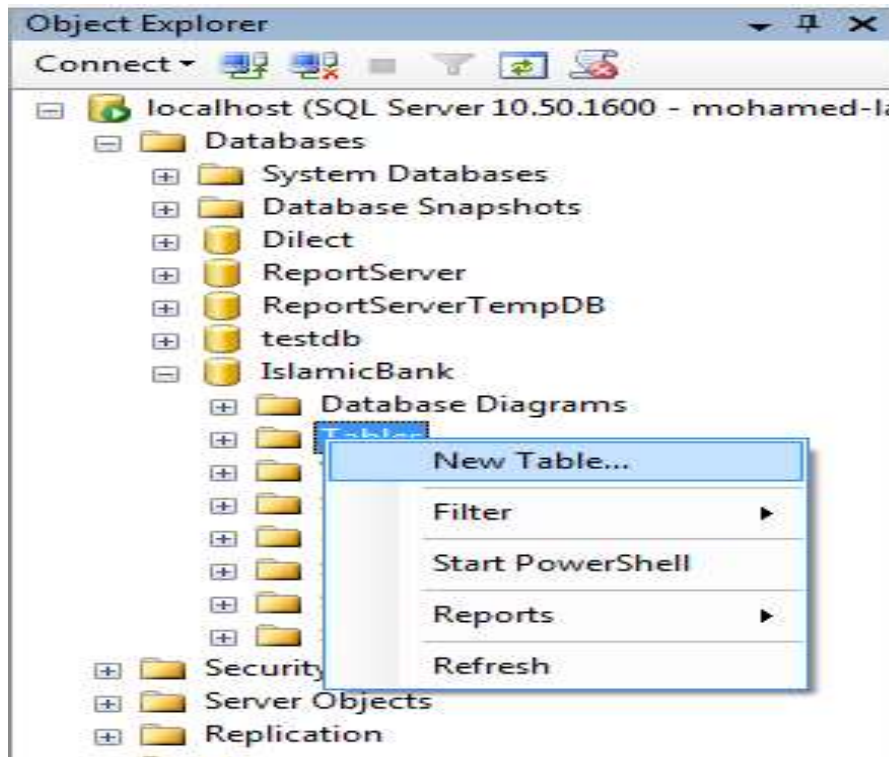 Object Explorer
Connect
localhost (SQL Server 10.50.1600 - mohamed-la
Databases
System Databases
Database Snapshots
Dilect
ReportServer
ReportServerTempDB
testdb
IslamicBank
Database Diagrams
Tables
New Table...
Filter
Start PowerShell
Reports
Refresh
Security
Server Objects
Replication